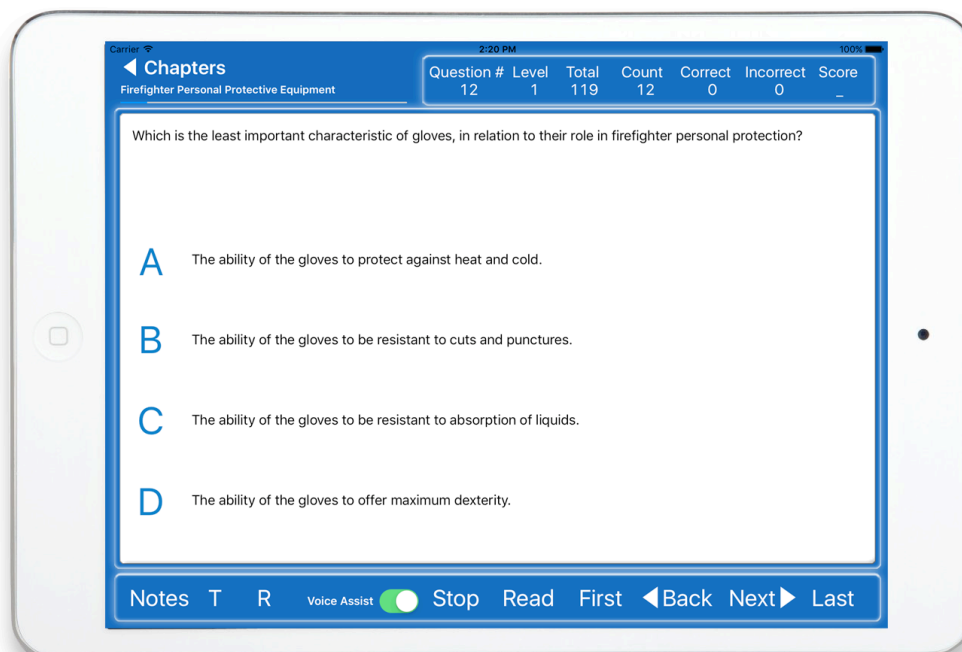 Carrier 2:20 PM 100%
Chapters
Firefighter Personal Protective Equipment
Question # Level Total Count Correct Incorrect Score
12 1 119 12 0 0 _
Which is the least important characteristic of gloves, in relation to their role in firefighter personal protection?
A The ability of the gloves to protect against heat and cold.
B The ability of the gloves to be resistant to cuts and punctures.
C The ability of the gloves to be resistant to absorption of liquids.
D The ability of the gloves to offer maximum dexterity.
Notes T R Voice Assist Stop Read First Back Next Last